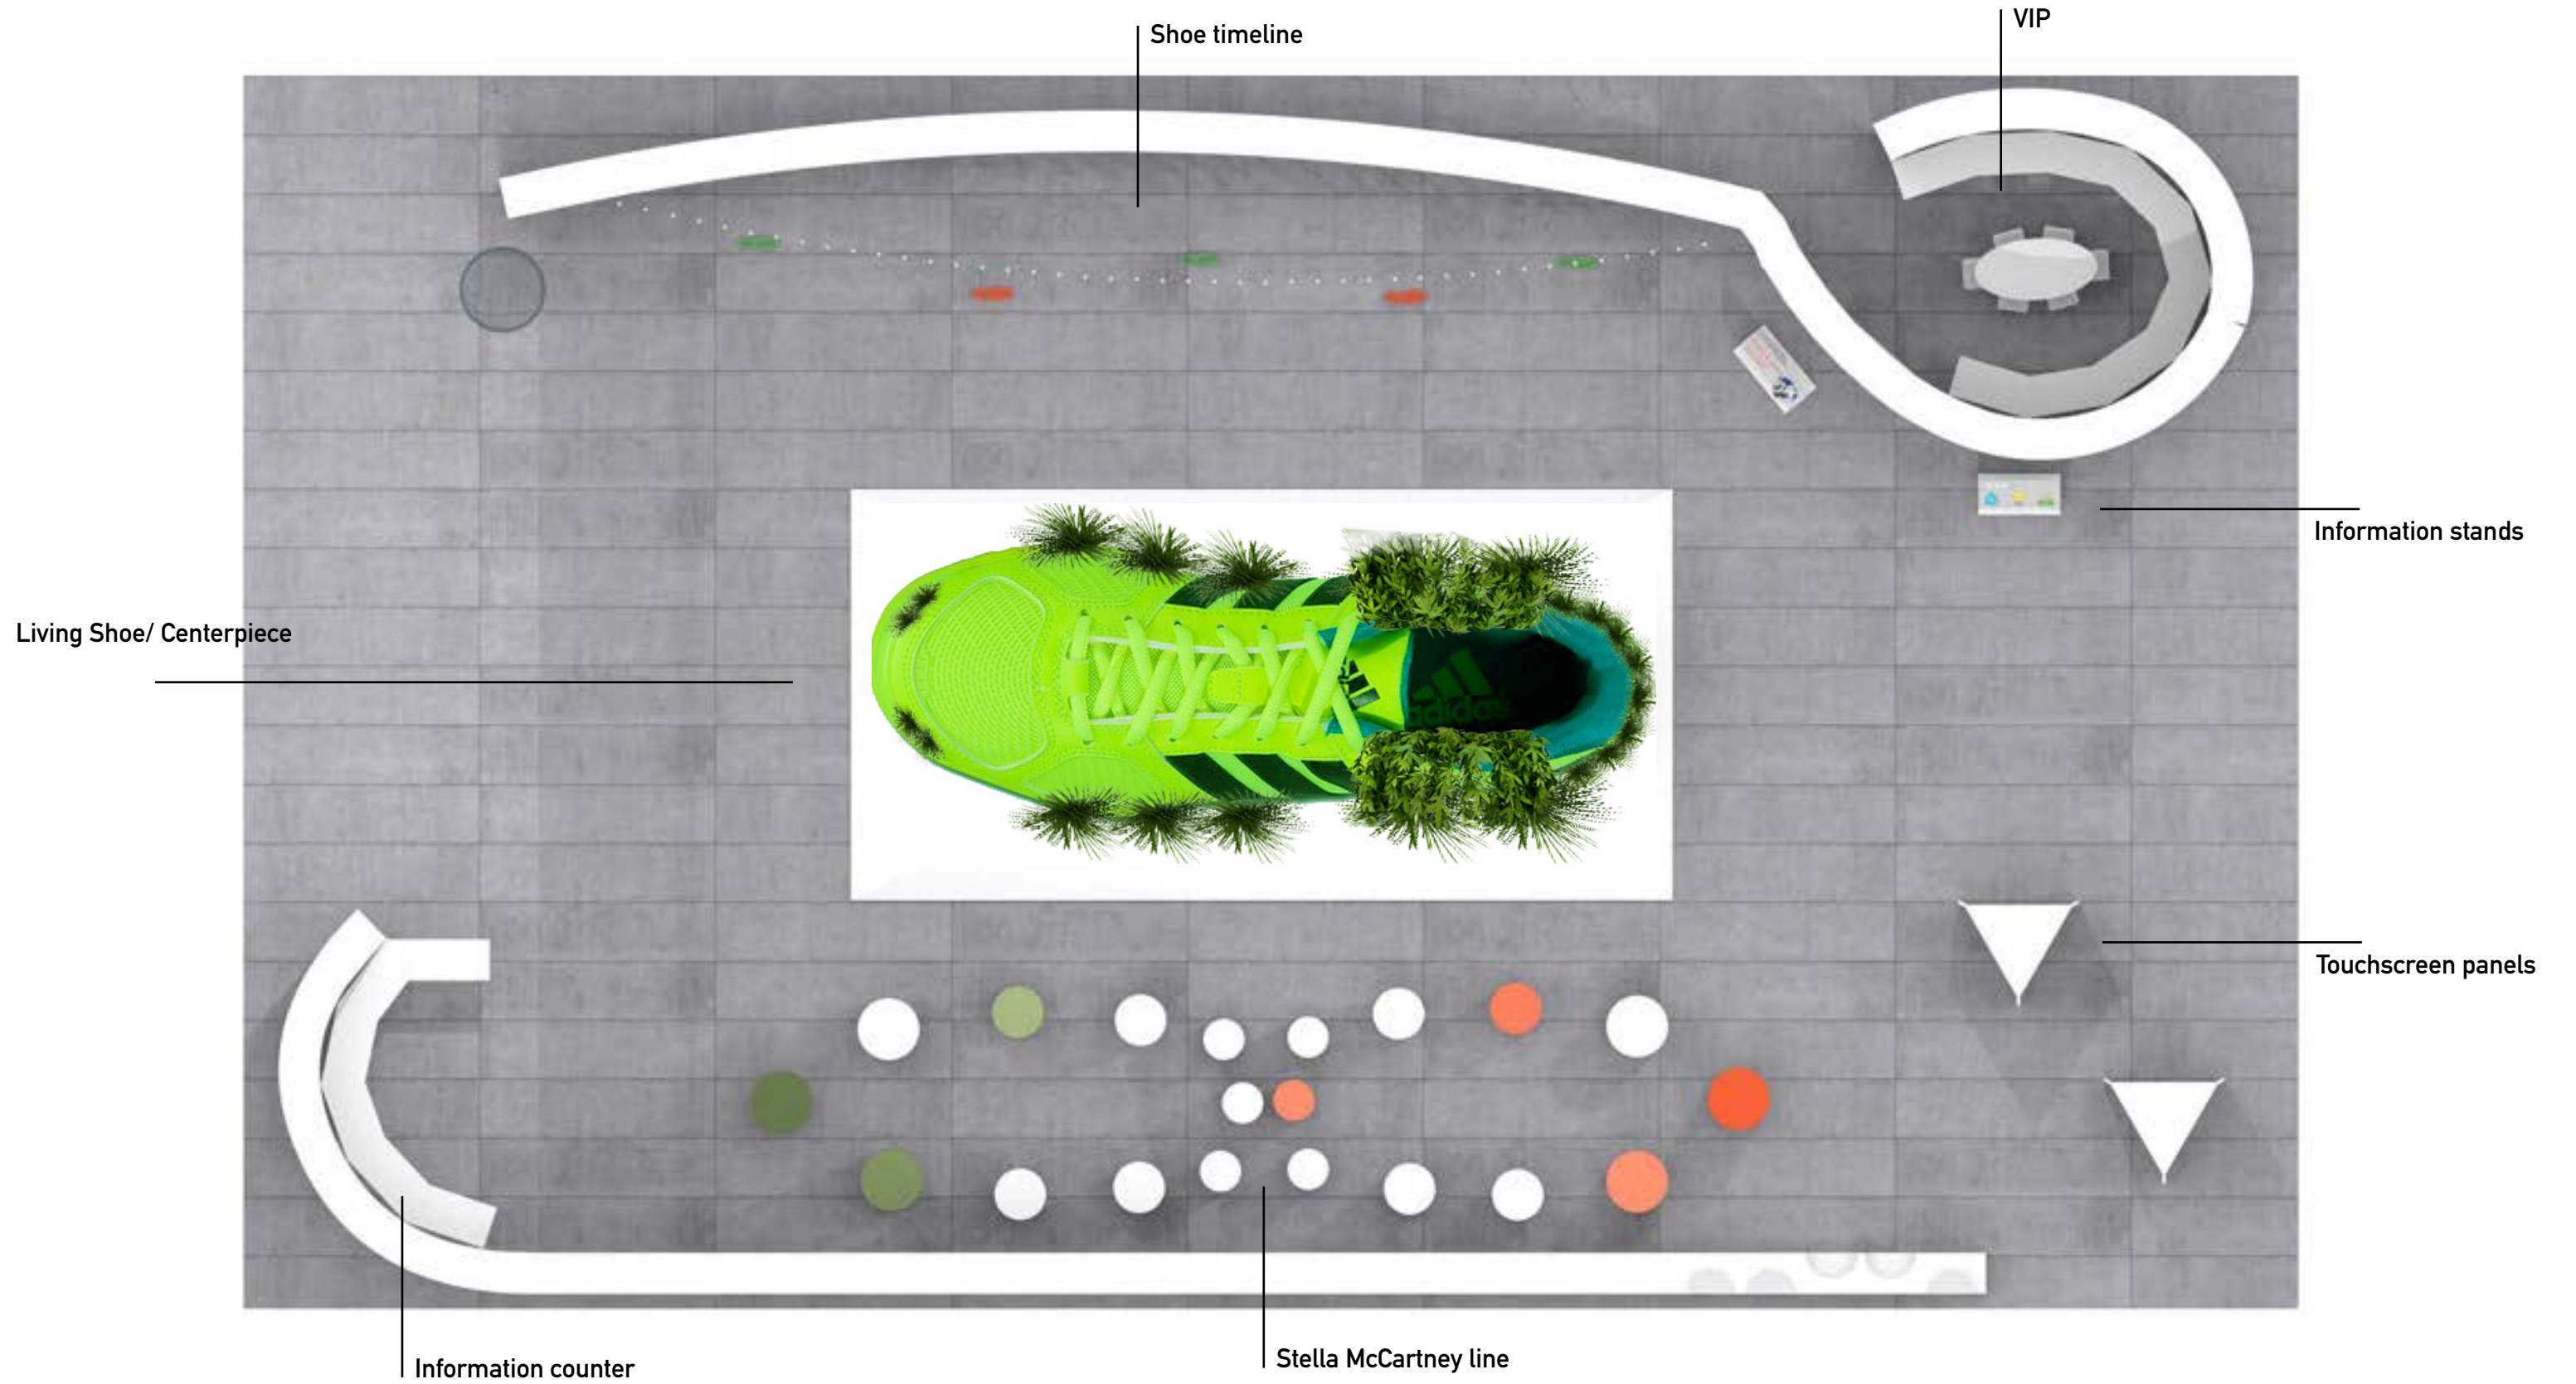 VIP
Shoe timeline
Information stands
Living Shoe/ Centerpiece
adidas
Touchscreen panels
Stella McCartney line
Information counter